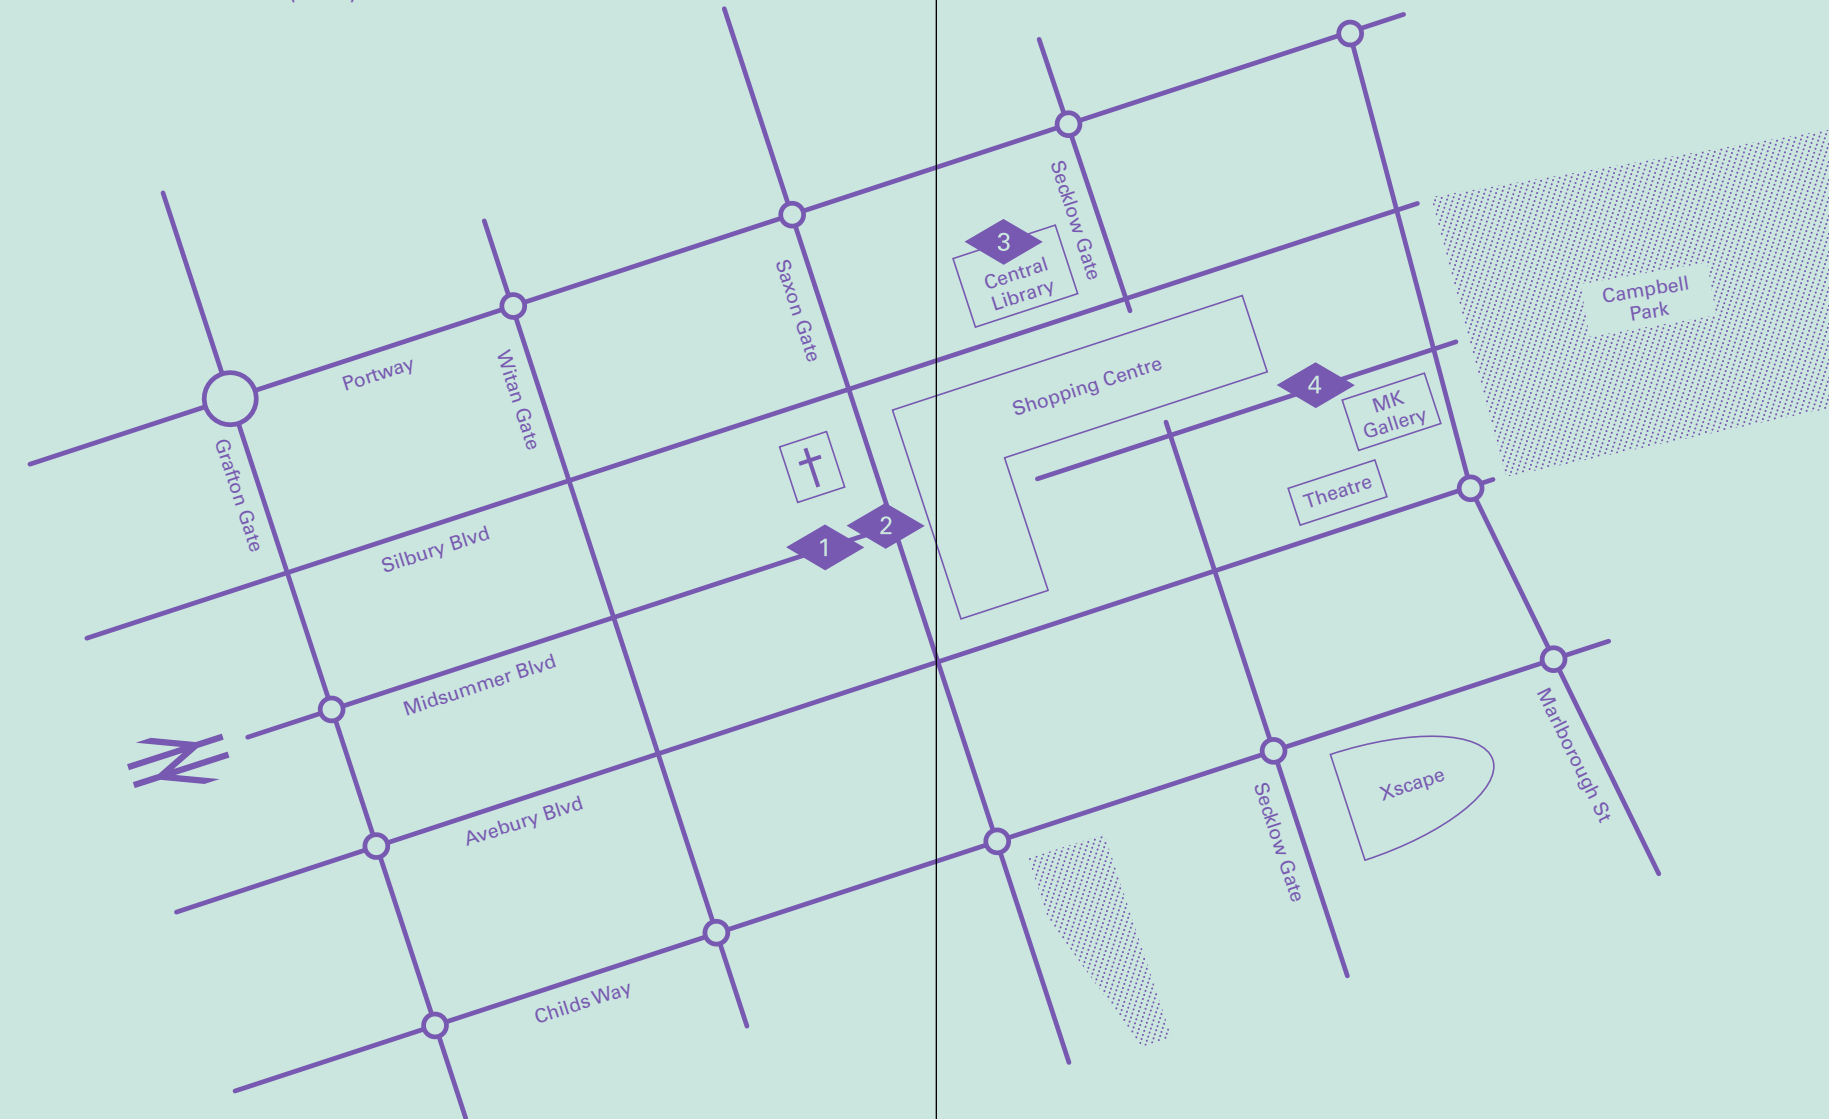 Secklow Gate
3
Central
Library
Saxon Gate
Campbell
Park
Portway
Witan Gate
Shopping Centre
4
MK
Gallery
Grafton Gate
Theatre
Silbury Blvd
2
1
Midsummer Blvd
Marlborough St
Xscape
Avebury Blvd
Secklow Gate
Childs Way